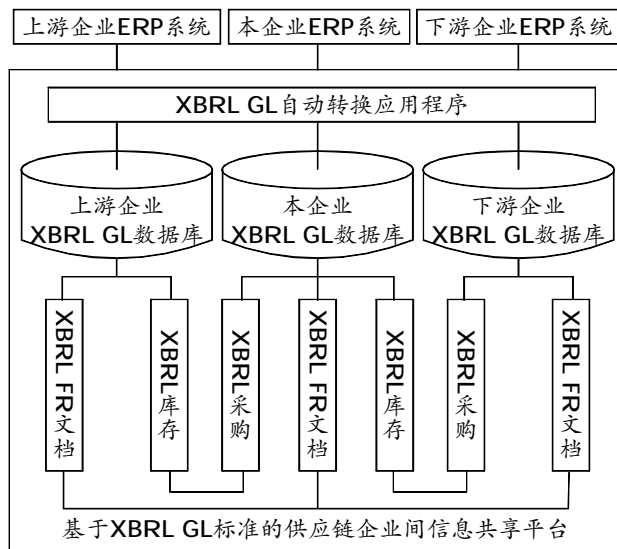 上游企业ERP系统
本企业ERP系统
下游企业ERP系统
XBRL GL自动转换应用程序
上游企业
XBRL GL数据库
本企业
XBRL GL数据库
下游企业
XBRL GL数据库
XBRL FR文档
XBRL库存
XBRL采购
XBRL FR文档
XBRL库存
XBRL采购
XBRL FR文档
基于XBRL GL标准的供应链企业间信息共享平台